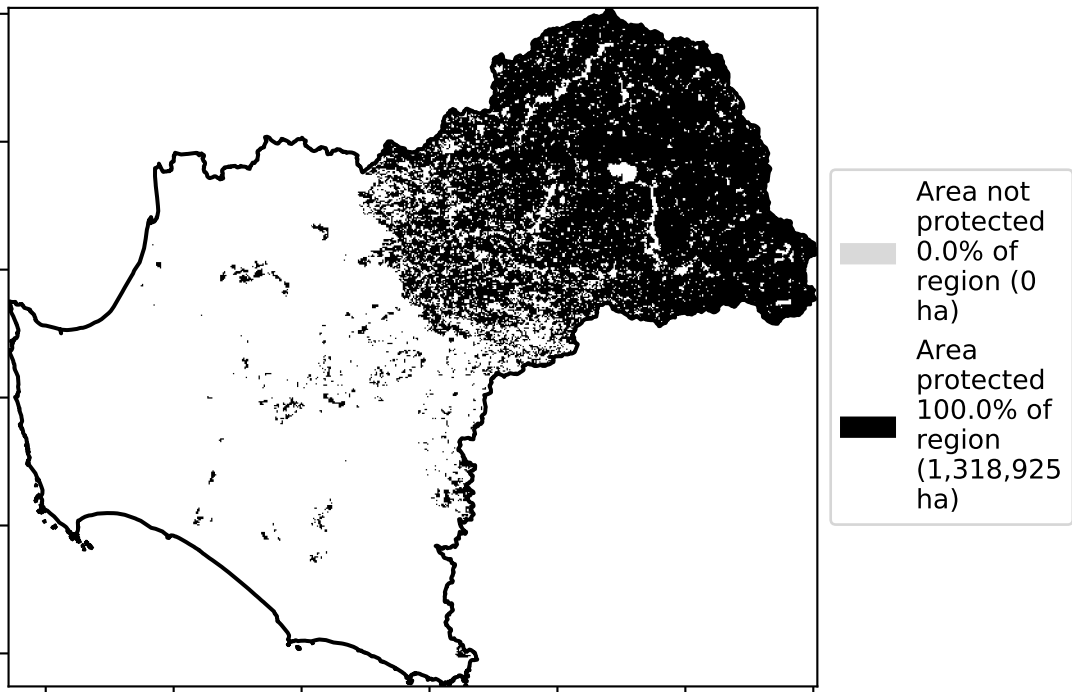 Area not
protected
0.0% of
region (0
ha)
Area
protected
100.0% of
region
(1,318,925
ha)